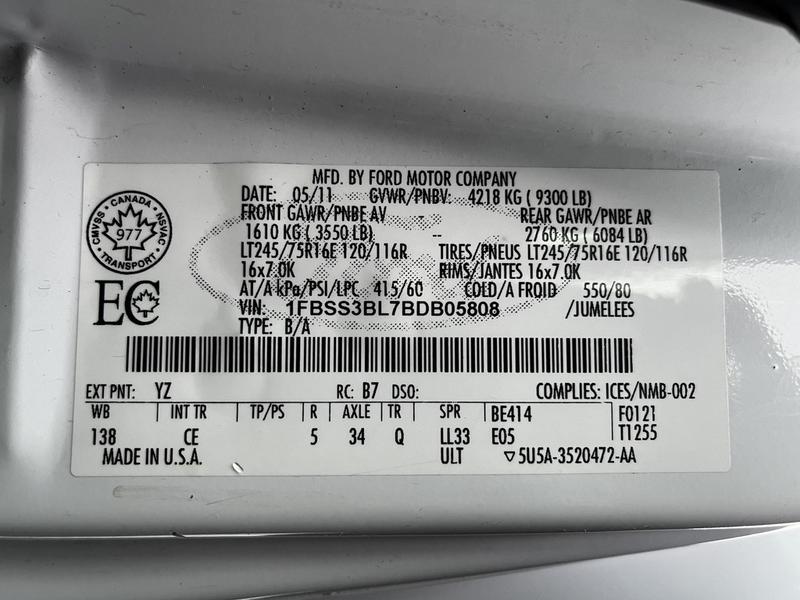 MFD. BY FORD MOTOR COMPANY
DATE: 05/11 GVWR/PNBV: 4218 KG ( 9300 LB)
FRONT GAWR/PNBE AV - REAR GAWR/PNBE AR
1610 KG ( 3550 LB) -- 2760 KG ( 6084 LB)
LT245/75R16E 120/116R TIRES/PNEUS LT245/75R16E 120/116R
16x7.0K RIMS/JANTES 16x7.0K
AT/A kPa/PSI/LPC 415/60 COLD/A FROID 550/80
VIN: 1FBSS3BL7BDB05808 /JUMELEES
TYPE: B/A
CANADA
CMVSS • NSVAC
977
TRANSPORT
EC
EXT PNT: YZ RC: B7 DSO: COMPLIES: ICES/NMB-002
WB INT TR TP/PS R AXLE TR SPR BE414 F0121
138 CE 5 34 Q LL33 E05 T1255
MADE IN U.S.A. ULT ▽5U5A-3520472-AA